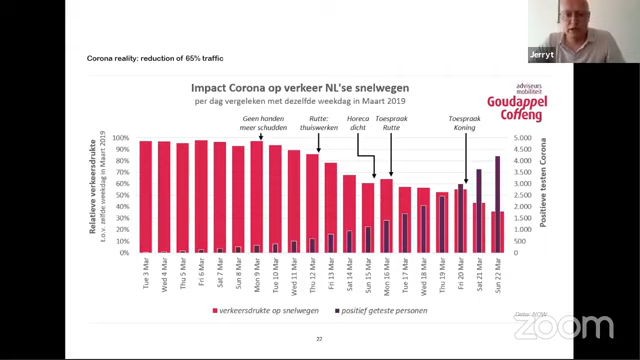 Corona reality: reduction of 65% traffic
Jerryt
Impact Corona op verkeer NL'se snelwegen
per dag vergeleken met dezelfde weekdag in Maart 2019
adviseurs
mobiliteit
Goudappel
Coffeng
Geen handen
meer schudden
Rutte:
thuiswerken
Horeca
dicht
Toespraak
Rutte
Toespraak
Koning
Relatieve verkeersdrukte
t.o.v. zelfde weekdag in Maart 2019
100%
90%
80%
70%
60%
50%
40%
30%
20%
10%
0%
5.000
4.500
4.000
3.500
3.000
2.500
2.000
1.500
1.000
500
0
Positieve testen Corona
Tue 3 Mar
Wed 4 Mar
Thu 5 Mar
Fri 6 Mar
Sat 7 Mar
Sun 8 Mar
Mon 9 Mar
Tue 10 Mar
Wed 11 Mar
Thu 12 Mar
Fri 13 Mar
Sat 14 Mar
Sun 15 Mar
Mon 16 Mar
Tue 17 Mar
Wed 18 Mar
Thu 19 Mar
Fri 20 Mar
Sat 21 Mar
Sun 22 Mar
verkeersdrukte op snelwegen
positief geteste personen
22
zoom